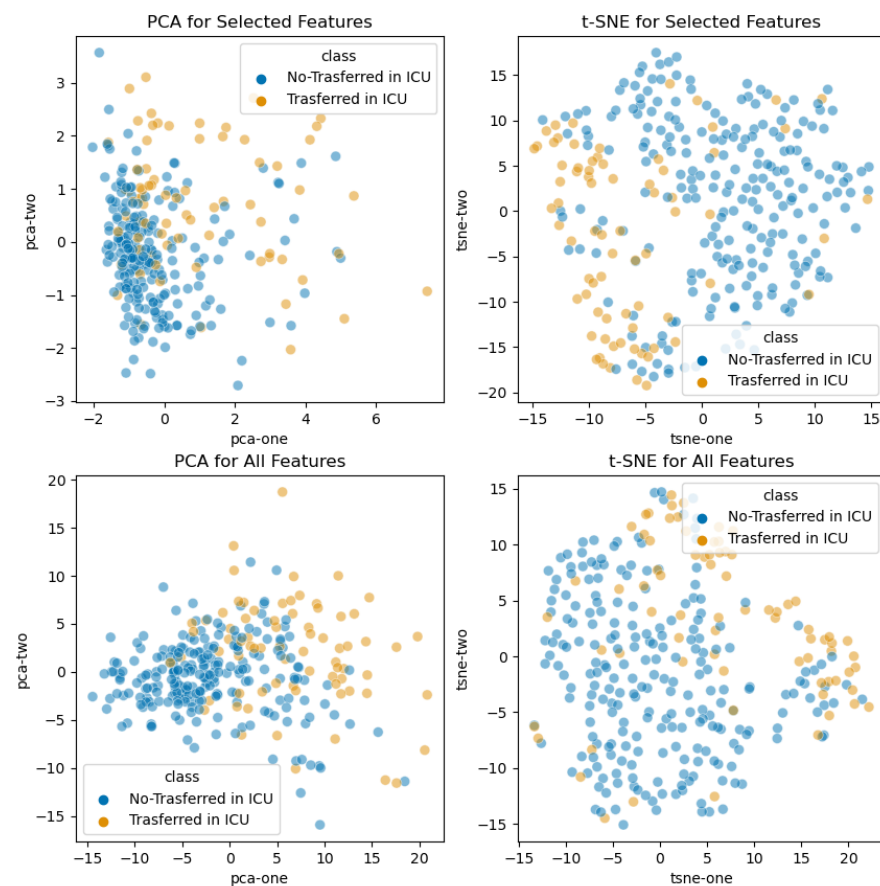 PCA for Selected Features
class
No-Trasferred in ICU
Trasferred in ICU
3
2
1
0
−1
−2
−3
pca-two
−2 0 2 4 6
pca-one
t-SNE for Selected Features
15
10
5
0
−5
−10
−15
−20
tsne-two
class
No-Trasferred in ICU
Trasferred in ICU
−15 −10 −5 0 5 10 15
tsne-one
PCA for All Features
20
15
10
5
0
−5
−10
−15
pca-two
class
No-Trasferred in ICU
Trasferred in ICU
−15 −10 −5 0 5 10 15 20
pca-one
t-SNE for All Features
class
No-Trasferred in ICU
Trasferred in ICU
15
10
5
0
−5
−10
−15
tsne-two
−15 −10 −5 0 5 10 15 20
tsne-one